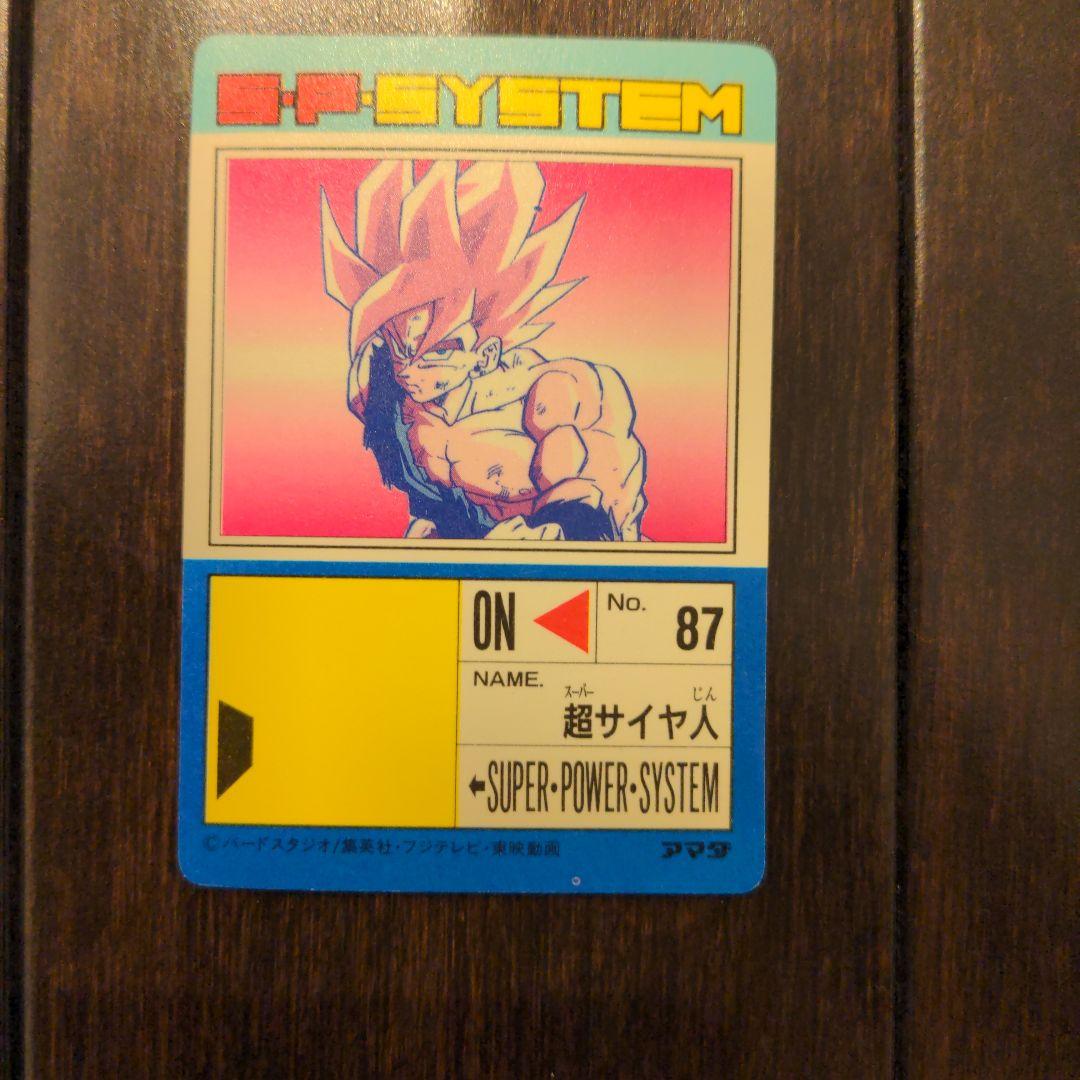 S·P·SYSTEM
ON
No.
87
NAME.
スーパー じん
超サイヤ人
←SUPER·POWER·SYSTEM
©バードスタジオ/集英社・フジテレビ・東映動画
アマダ